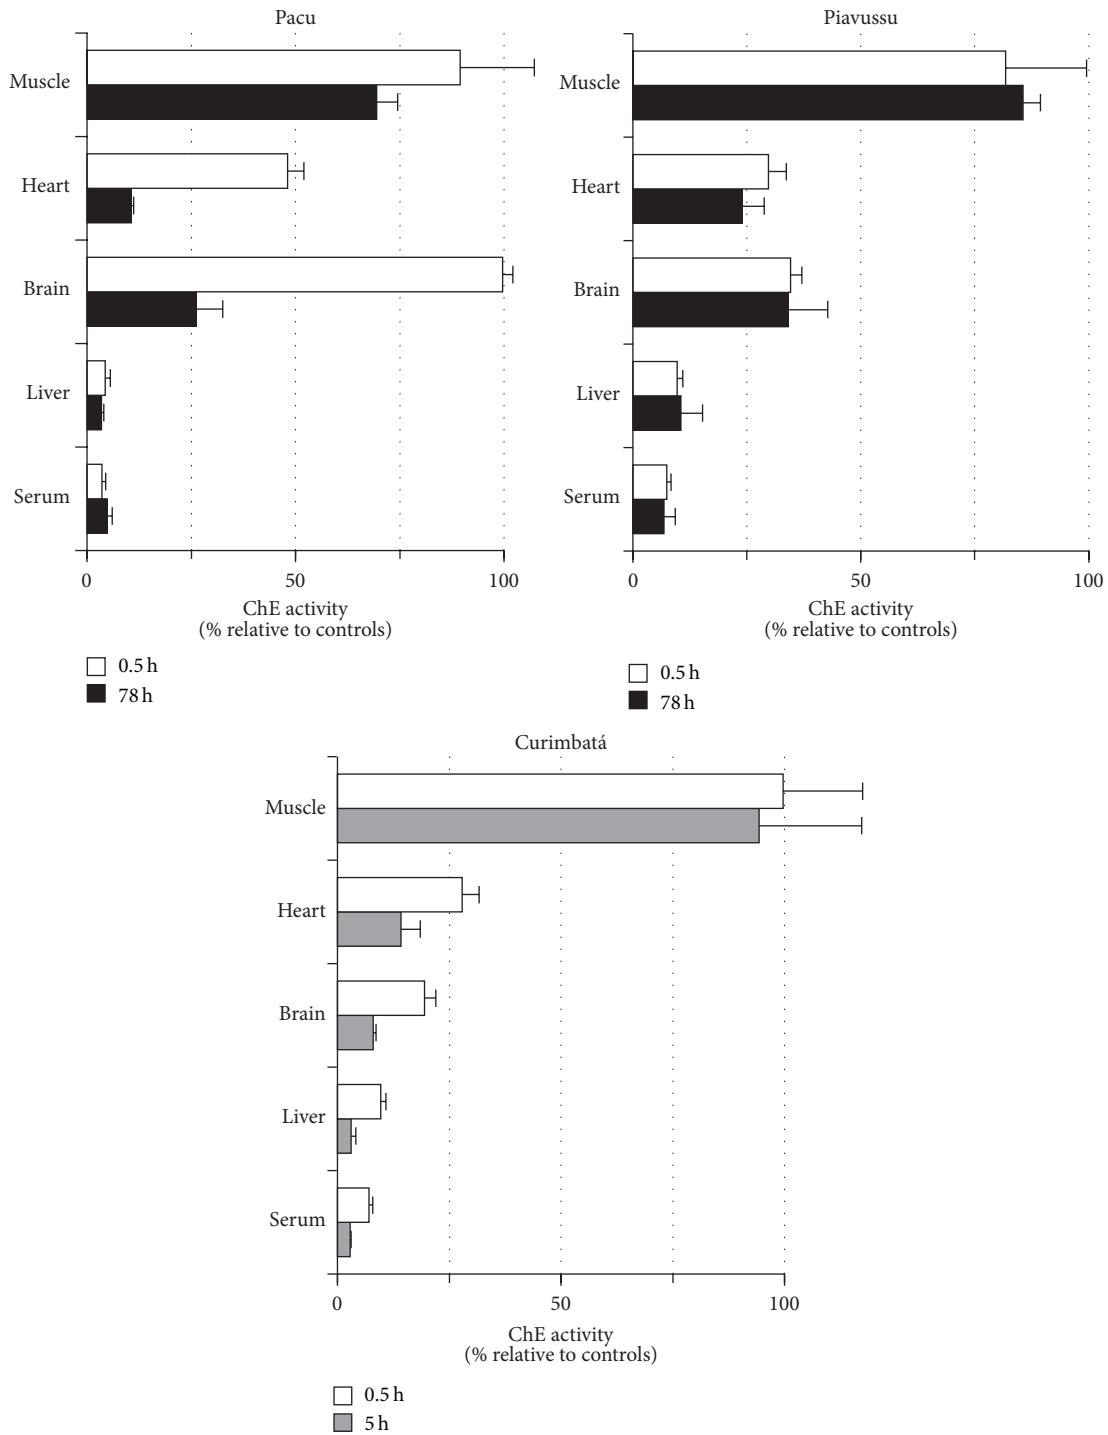 Pacu
Muscle
Heart
Brain
Liver
Serum
0 50 100
ChE activity
(% relative to controls)
0.5 h
78 h
Piavussu
Muscle
Heart
Brain
Liver
Serum
0 50 100
ChE activity
(% relative to controls)
0.5 h
78 h
Curimbatá
Muscle
Heart
Brain
Liver
Serum
0 50 100
ChE activity
(% relative to controls)
0.5 h
5 h